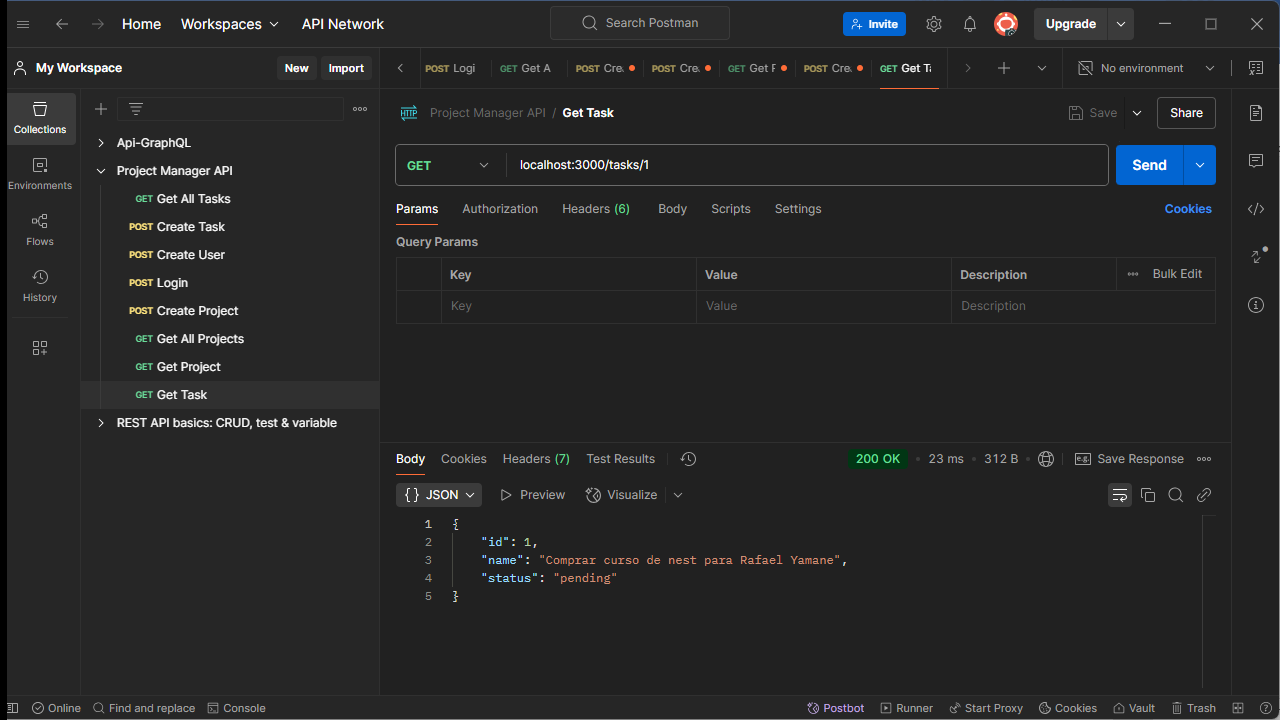 Home Workspaces API Network Search Postman Invite Upgrade
My Workspace New Import POST Logi GET Get A POST Cre POST Cre GET Get F POST Cre GET Get Ta No environment
Collections
Environments
Flows
History
Api-GraphQL
Project Manager API
GET Get All Tasks
POST Create Task
POST Create User
POST Login
POST Create Project
GET Get All Projects
GET Get Project
GET Get Task
REST API basics: CRUD, test & variable
HTTP Project Manager API / Get Task Save Share
GET localhost:3000/tasks/1 Send
Params Authorization Headers (6) Body Scripts Settings Cookies
Query Params
Key Value Description Bulk Edit
Key Value Description
Body Cookies Headers (7) Test Results 200 OK 23 ms 312 B e.g. Save Response
{} JSON Preview Visualize
1 {
2 "id": 1,
3 "name": "Comprar curso de nest para Rafael Yamane",
4 "status": "pending"
5 }
Online Find and replace Console Postbot Runner Start Proxy Cookies Vault Trash